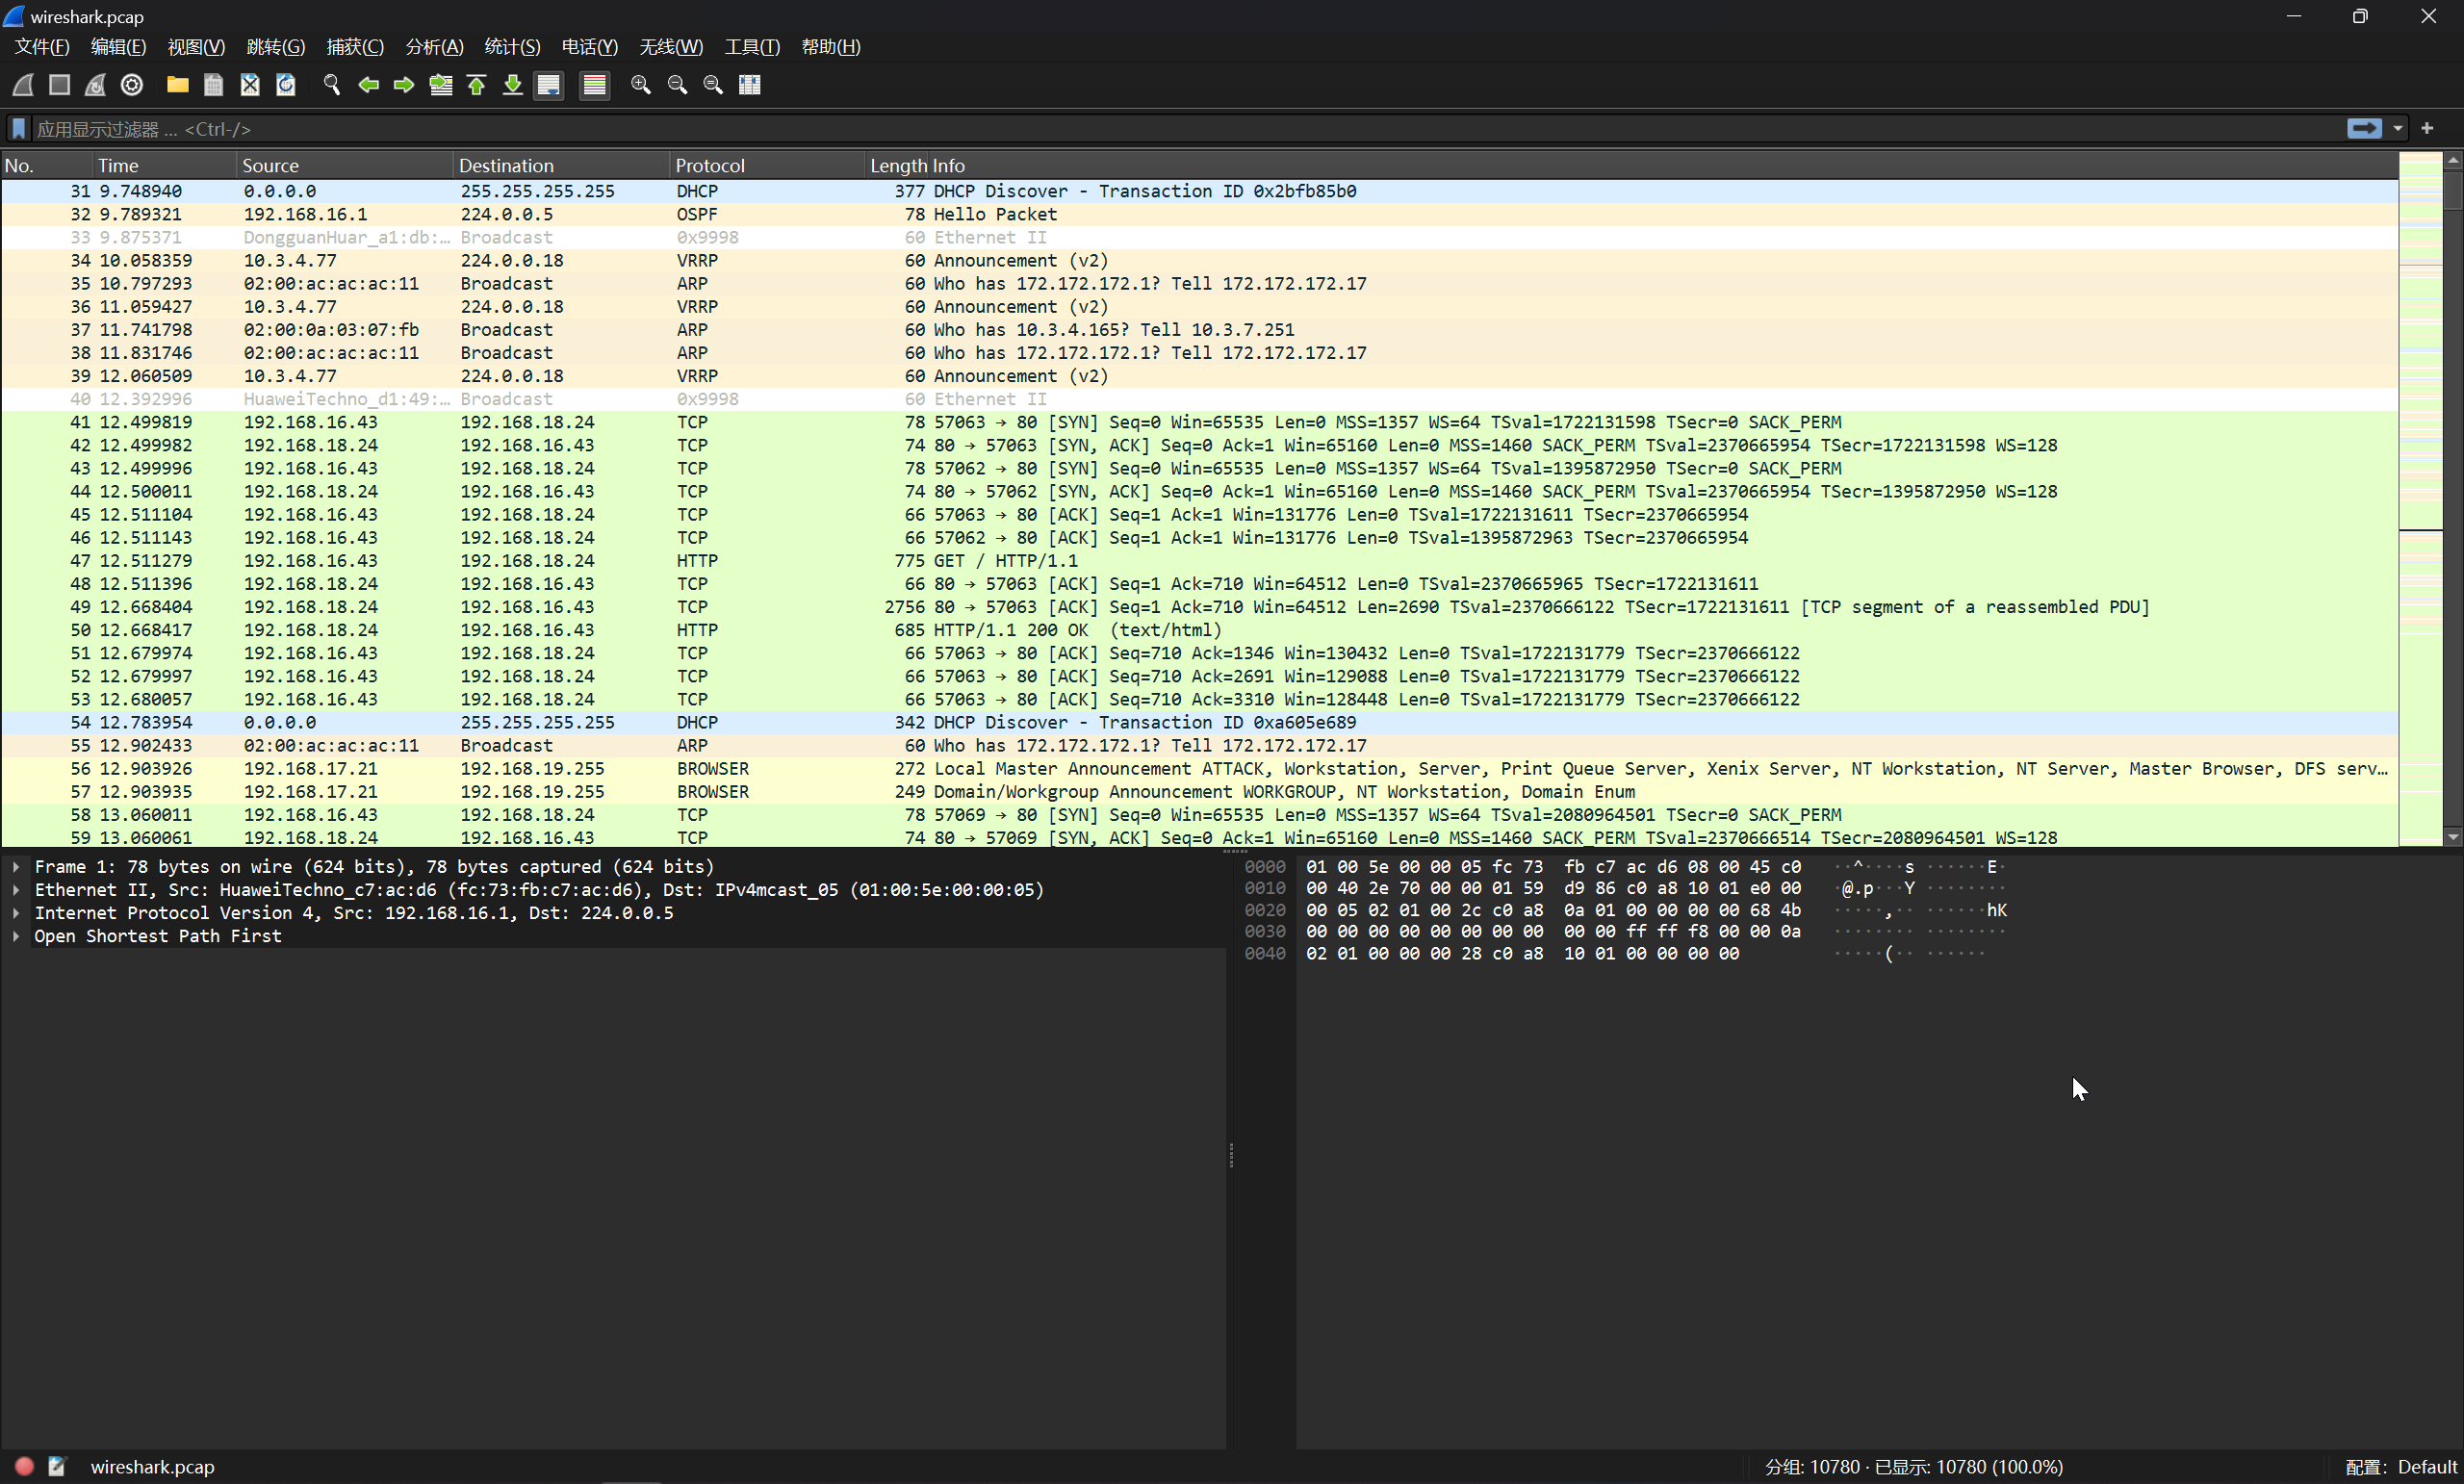 wireshark.pcap
文件(F) 编辑(E) 视图(V) 跳转(G) 捕获(C) 分析(A) 统计(S) 电话(Y) 无线(W) 工具(T) 帮助(H)
应用显示过滤器 … <Ctrl-/>
No. Time Source Destination Protocol Length Info
31 9.748940 0.0.0.0 255.255.255.255 DHCP 377 DHCP Discover - Transaction ID 0x2bfb85b0
32 9.789321 192.168.16.1 224.0.0.5 OSPF 78 Hello Packet
33 9.875371 DongguanHuar_a1:db:… Broadcast 0x9998 60 Ethernet II
34 10.058359 10.3.4.77 224.0.0.18 VRRP 60 Announcement (v2)
35 10.797293 02:00:ac:ac:ac:11 Broadcast ARP 60 Who has 172.172.172.1? Tell 172.172.172.17
36 11.059427 10.3.4.77 224.0.0.18 VRRP 60 Announcement (v2)
37 11.741798 02:00:0a:03:07:fb Broadcast ARP 60 Who has 10.3.4.165? Tell 10.3.7.251
38 11.831746 02:00:ac:ac:ac:11 Broadcast ARP 60 Who has 172.172.172.1? Tell 172.172.172.17
39 12.060509 10.3.4.77 224.0.0.18 VRRP 60 Announcement (v2)
40 12.392996 HuaweiTechno_d1:49:… Broadcast 0x9998 60 Ethernet II
41 12.499819 192.168.16.43 192.168.18.24 TCP 78 57063 → 80 [SYN] Seq=0 Win=65535 Len=0 MSS=1357 WS=64 TSval=1722131598 TSecr=0 SACK_PERM
42 12.499982 192.168.18.24 192.168.16.43 TCP 74 80 → 57063 [SYN, ACK] Seq=0 Ack=1 Win=65160 Len=0 MSS=1460 SACK_PERM TSval=2370665954 TSecr=1722131598 WS=128
43 12.499996 192.168.16.43 192.168.18.24 TCP 78 57062 → 80 [SYN] Seq=0 Win=65535 Len=0 MSS=1357 WS=64 TSval=1395872950 TSecr=0 SACK_PERM
44 12.500011 192.168.18.24 192.168.16.43 TCP 74 80 → 57062 [SYN, ACK] Seq=0 Ack=1 Win=65160 Len=0 MSS=1460 SACK_PERM TSval=2370665954 TSecr=1395872950 WS=128
45 12.511104 192.168.16.43 192.168.18.24 TCP 66 57063 → 80 [ACK] Seq=1 Ack=1 Win=131776 Len=0 TSval=1722131611 TSecr=2370665954
46 12.511143 192.168.16.43 192.168.18.24 TCP 66 57062 → 80 [ACK] Seq=1 Ack=1 Win=131776 Len=0 TSval=1395872963 TSecr=2370665954
47 12.511279 192.168.16.43 192.168.18.24 HTTP 775 GET / HTTP/1.1
48 12.511396 192.168.18.24 192.168.16.43 TCP 66 80 → 57063 [ACK] Seq=1 Ack=710 Win=64512 Len=0 TSval=2370665965 TSecr=1722131611
49 12.668404 192.168.18.24 192.168.16.43 TCP 2756 80 → 57063 [ACK] Seq=1 Ack=710 Win=64512 Len=2690 TSval=2370666122 TSecr=1722131611 [TCP segment of a reassembled PDU]
50 12.668417 192.168.18.24 192.168.16.43 HTTP 685 HTTP/1.1 200 OK (text/html)
51 12.679974 192.168.16.43 192.168.18.24 TCP 66 57063 → 80 [ACK] Seq=710 Ack=1346 Win=130432 Len=0 TSval=1722131779 TSecr=2370666122
52 12.679997 192.168.16.43 192.168.18.24 TCP 66 57063 → 80 [ACK] Seq=710 Ack=2691 Win=129088 Len=0 TSval=1722131779 TSecr=2370666122
53 12.680057 192.168.16.43 192.168.18.24 TCP 66 57063 → 80 [ACK] Seq=710 Ack=3310 Win=128448 Len=0 TSval=1722131779 TSecr=2370666122
54 12.783954 0.0.0.0 255.255.255.255 DHCP 342 DHCP Discover - Transaction ID 0xa605e689
55 12.902433 02:00:ac:ac:ac:11 Broadcast ARP 60 Who has 172.172.172.1? Tell 172.172.172.17
56 12.903926 192.168.17.21 192.168.19.255 BROWSER 272 Local Master Announcement ATTACK, Workstation, Server, Print Queue Server, Xenix Server, NT Workstation, NT Server, Master Browser, DFS serv…
57 12.903935 192.168.17.21 192.168.19.255 BROWSER 249 Domain/Workgroup Announcement WORKGROUP, NT Workstation, Domain Enum
58 13.060011 192.168.16.43 192.168.18.24 TCP 78 57069 → 80 [SYN] Seq=0 Win=65535 Len=0 MSS=1357 WS=64 TSval=2080964501 TSecr=0 SACK_PERM
59 13.060061 192.168.18.24 192.168.16.43 TCP 74 80 → 57069 [SYN, ACK] Seq=0 Ack=1 Win=65160 Len=0 MSS=1460 SACK_PERM TSval=2370666514 TSecr=2080964501 WS=128
Frame 1: 78 bytes on wire (624 bits), 78 bytes captured (624 bits)
Ethernet II, Src: HuaweiTechno_c7:ac:d6 (fc:73:fb:c7:ac:d6), Dst: IPv4mcast_05 (01:00:5e:00:00:05)
Internet Protocol Version 4, Src: 192.168.16.1, Dst: 224.0.0.5
Open Shortest Path First
0000 01 00 5e 00 00 05 fc 73 fb c7 ac d6 08 00 45 c0 ··^····s ······E·
0010 00 40 2e 70 00 00 01 59 d9 86 c0 a8 10 01 e0 00 ·@.p···Y ········
0020 00 05 02 01 00 2c c0 a8 0a 01 00 00 00 00 68 4b ·····,·· ······hK
0030 00 00 00 00 00 00 00 00 00 00 ff ff f8 00 00 0a ········ ········
0040 02 01 00 00 00 28 c0 a8 10 01 00 00 00 00 ·····(·· ······
wireshark.pcap
分组: 10780 · 已显示: 10780 (100.0%)
配置: Default